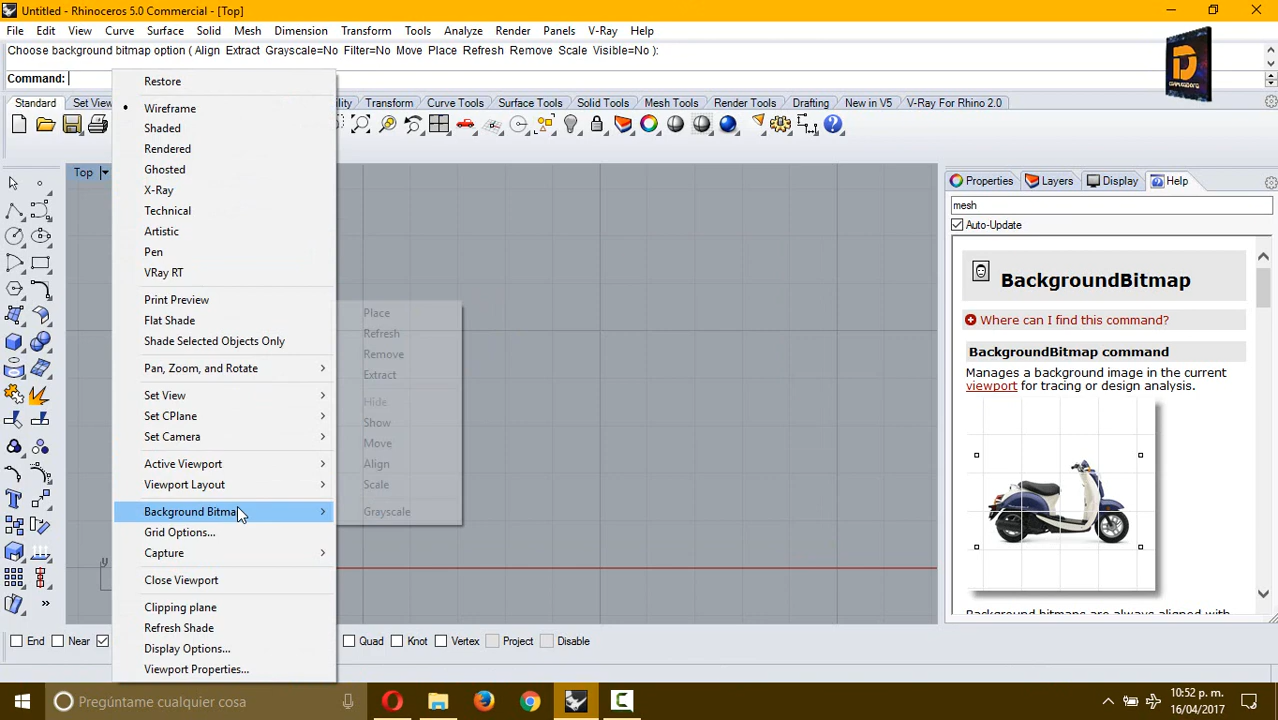 Untitled - Rhinoceros 5.0 Commercial - [Top]
File Edit View Curve Surface Solid Mesh Dimension Transform Tools Analyze Render Panels V-Ray Help
Choose background bitmap option ( Align Extract Grayscale=No Filter=No Move Place Refresh Remove Scale Visible=No ):
Command:
Standard Set View Transform Curve Tools Surface Tools Solid Tools Mesh Tools Render Tools Drafting New in V5 V-Ray For Rhino 2.0
Top
Restore
Wireframe
Shaded
Rendered
Ghosted
X-Ray
Technical
Artistic
Pen
VRay RT
Print Preview
Flat Shade
Shade Selected Objects Only
Pan, Zoom, and Rotate
Set View
Set CPlane
Set Camera
Active Viewport
Viewport Layout
Background Bitmap
Grid Options...
Capture
Close Viewport
Clipping plane
Refresh Shade
Display Options...
Viewport Properties...
Place
Refresh
Remove
Extract
Hide
Show
Move
Align
Scale
Grayscale
Properties Layers Display Help
mesh
Auto-Update
BackgroundBitmap
Where can I find this command?
BackgroundBitmap command
Manages a background image in the current
viewport for tracing or design analysis.
Background bitmaps are always aligned with
y
End Near Quad Knot Vertex Project Disable
Pregúntame cualquier cosa
10:52 p. m.
16/04/2017